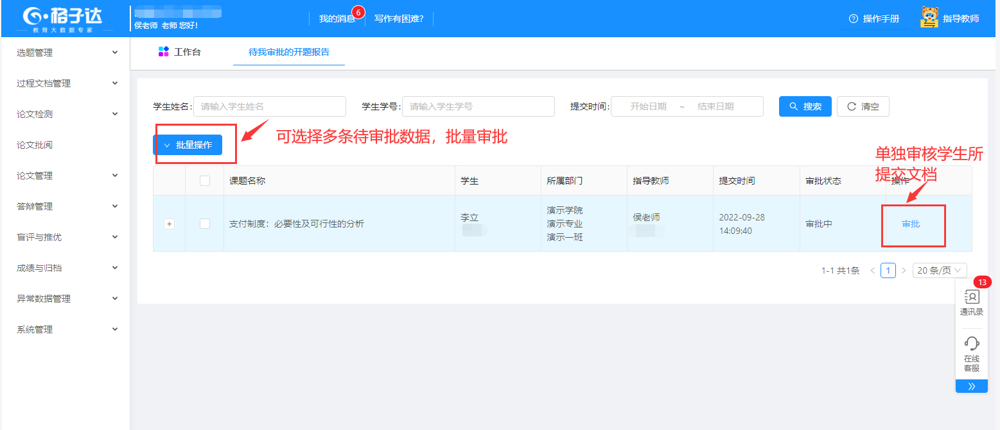 格子达
教育大数据专家
侯老师 老师 您好!
我的消息 6
写作有困难?
操作手册
指导教师
选题管理
过程文档管理
论文检测
论文批阅
论文管理
答辩管理
盲评与推优
成绩与归档
异常数据管理
系统管理
工作台
待我审批的开题报告
学生姓名: 请输入学生姓名
学生学号: 请输入学生学号
提交时间: 开始日期 ~ 结束日期
搜索
清空
批量操作
可选择多条待审批数据，批量审批
单独审核学生所
提交文档
课题名称 学生 所属部门 指导教师 提交时间 审批状态 操作
+
支付制度：必要性及可行性的分析
李立
演示学院
演示专业
演示一班
侯老师
2022-09-28
14:09:40
审批中
审批
1-1 共1条 < 1 > 20 条/页
13
通讯录
在线
客服